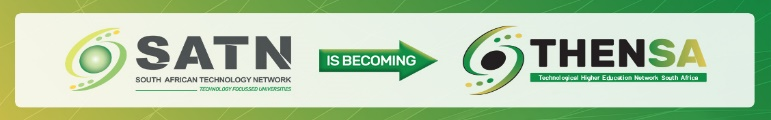 SATN
SOUTH AFRICAN TECHNOLOGY NETWORK
TECHNOLOGY FOCUSSED UNIVERSITIES
IS BECOMING
THENSA
Technological Higher Education Network South Africa